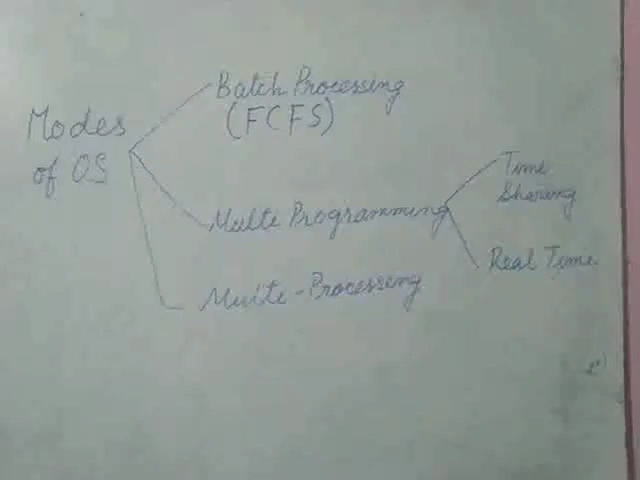 Batch Processing
(FCFS)
Modes
of OS
Time
Sharing
Multi Programming
Real Time
Multi-Processing